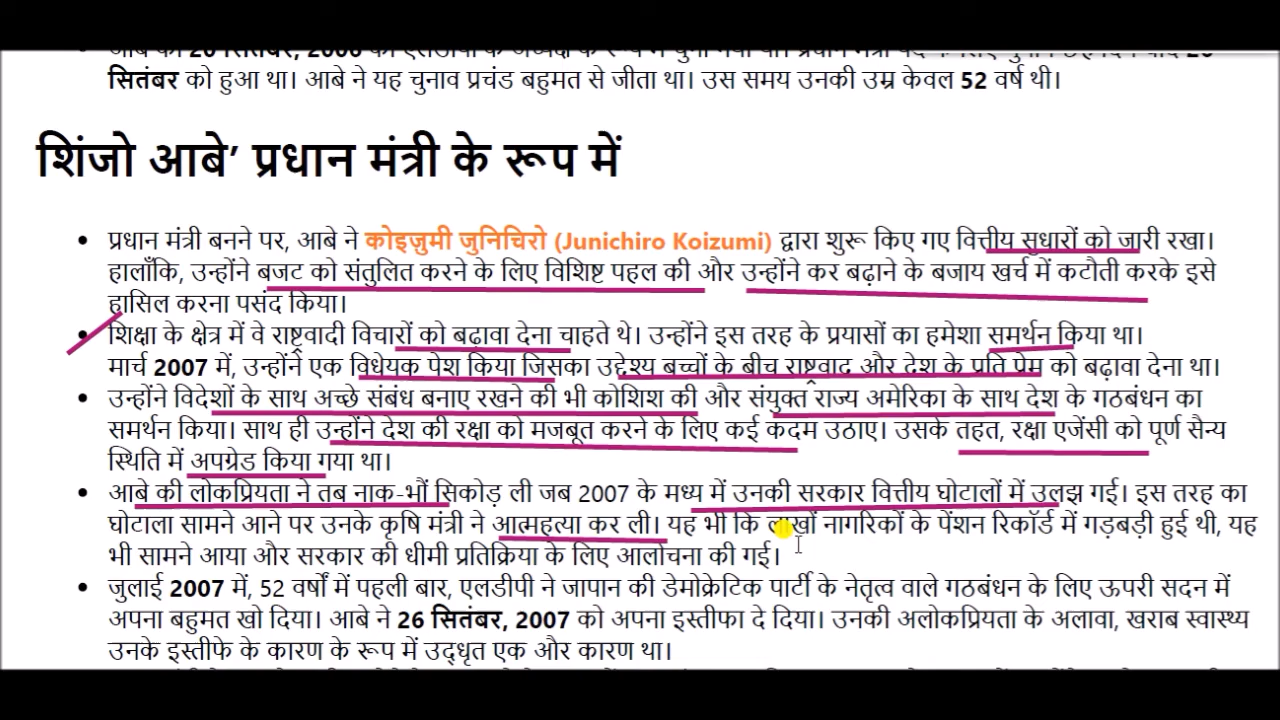 सितंबर को हुआ था। आबे ने यह चुनाव प्रचंड बहुमत से जीता था। उस समय उनकी उम्र केवल 52 वर्ष थी।
शिंजो आबे’ प्रधान मंत्री के रूप में
• प्रधान मंत्री बनने पर, आबे ने कोइज़ुमी जुनिचिरो (Junichiro Koizumi) द्वारा शुरू किए गए वित्तीय सुधारों को जारी रखा।
हालाँकि, उन्होंने बजट को संतुलित करने के लिए विशिष्ट पहल की और उन्होंने कर बढ़ाने के बजाय खर्च में कटौती करके इसे
हासिल करना पसंद किया।
• शिक्षा के क्षेत्र में वे राष्ट्रवादी विचारों को बढ़ावा देना चाहते थे। उन्होंने इस तरह के प्रयासों का हमेशा समर्थन किया था।
मार्च 2007 में, उन्होंने एक विधेयक पेश किया जिसका उद्देश्य बच्चों के बीच राष्ट्रवाद और देश के प्रति प्रेम को बढ़ावा देना था।
• उन्होंने विदेशों के साथ अच्छे संबंध बनाए रखने की भी कोशिश की और संयुक्त राज्य अमेरिका के साथ देश के गठबंधन का
समर्थन किया। साथ ही उन्होंने देश की रक्षा को मजबूत करने के लिए कई कदम उठाए। उसके तहत, रक्षा एजेंसी को पूर्ण सैन्य
स्थिति में अपग्रेड किया गया था।
• आबे की लोकप्रियता ने तब नाक-भौं सिकोड़ ली जब 2007 के मध्य में उनकी सरकार वित्तीय घोटालों में उलझ गई। इस तरह का
घोटाला सामने आने पर उनके कृषि मंत्री ने आत्महत्या कर ली। यह भी कि लाखों नागरिकों के पेंशन रिकॉर्ड में गड़बड़ी हुई थी, यह
भी सामने आया और सरकार की धीमी प्रतिक्रिया के लिए आलोचना की गई।
• जुलाई 2007 में, 52 वर्षों में पहली बार, एलडीपी ने जापान की डेमोक्रेटिक पार्टी के नेतृत्व वाले गठबंधन के लिए ऊपरी सदन में
अपना बहुमत खो दिया। आबे ने 26 सितंबर, 2007 को अपना इस्तीफा दे दिया। उनकी अलोकप्रियता के अलावा, खराब स्वास्थ्य
उनके इस्तीफे के कारण के रूप में उद्धृत एक और कारण था।